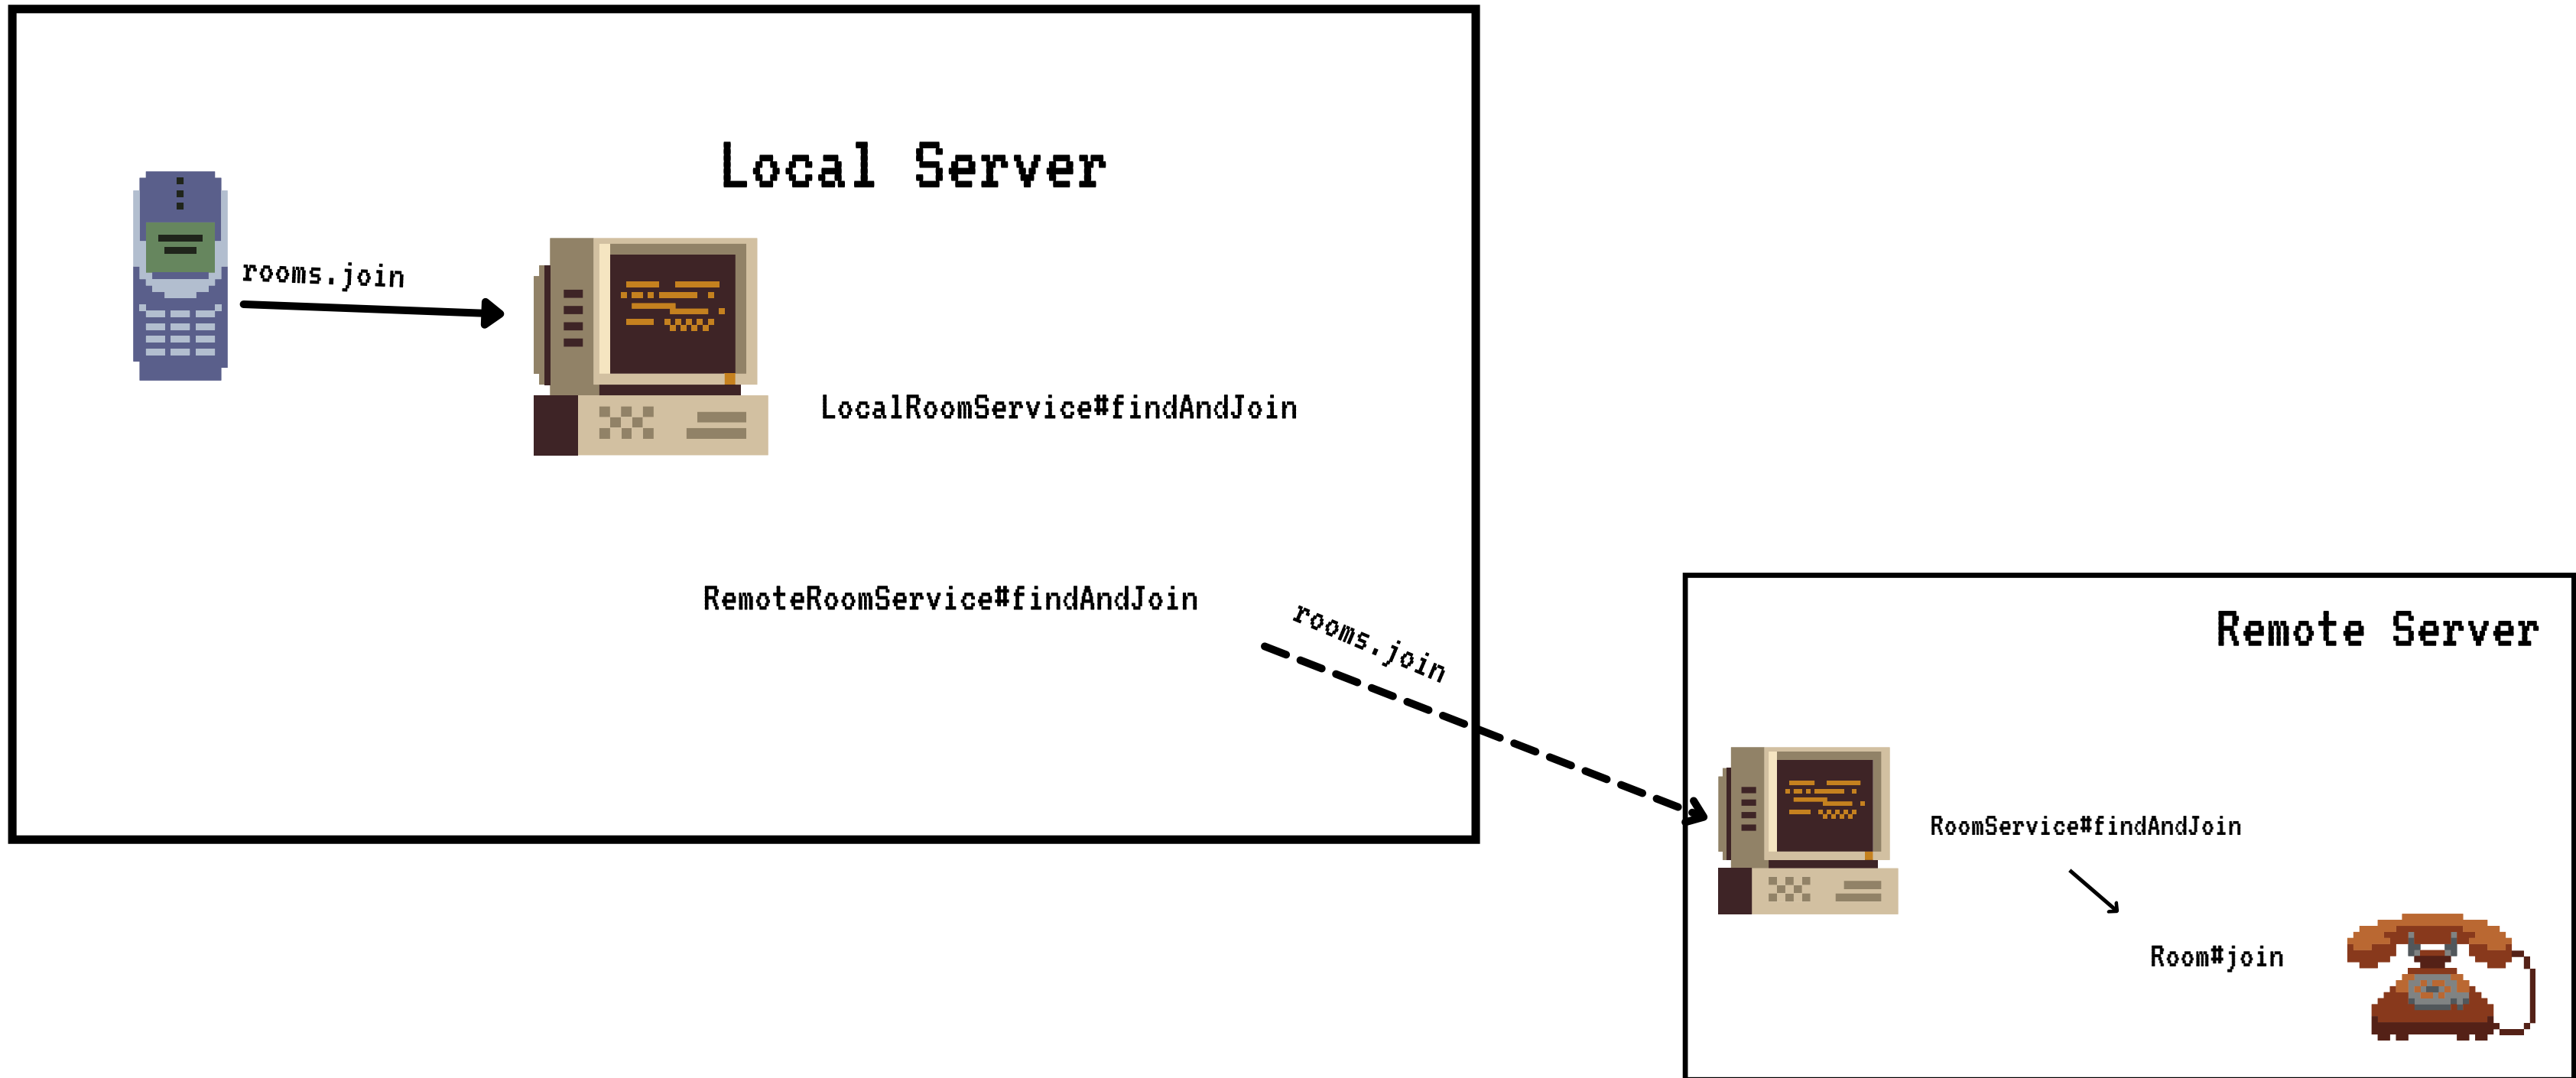 Local Server
rooms.join
LocalRoomService#findAndJoin
RemoteRoomService#findAndJoin
rooms.join
Remote Server
RoomService#findAndJoin
Room#join